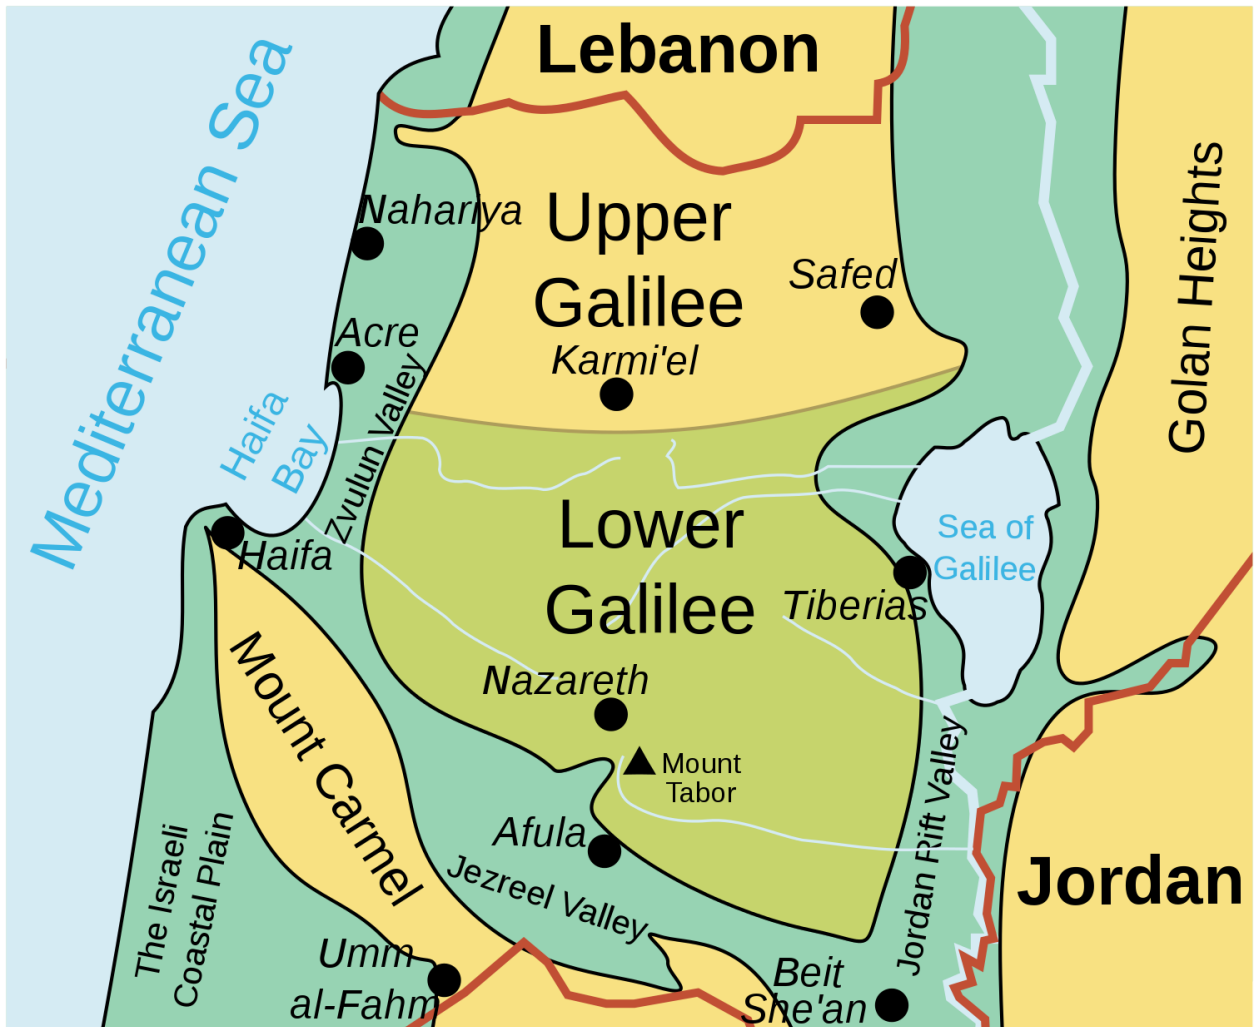 Lebanon
Mediterranean Sea
Nahariya
Upper
Galilee
Safed
Golan Heights
Acre
Karmi'el
Haifa
Bay
Zvulun Valley
Haifa
Lower
Galilee
Sea of
Galilee
Tiberias
Mount Carmel
Nazareth
Mount
Tabor
Jordan Rift Valley
The Israeli
Coastal Plain
Afula
Jezreel Valley
Jordan
Umm
al-Fahm
Beit
She'an